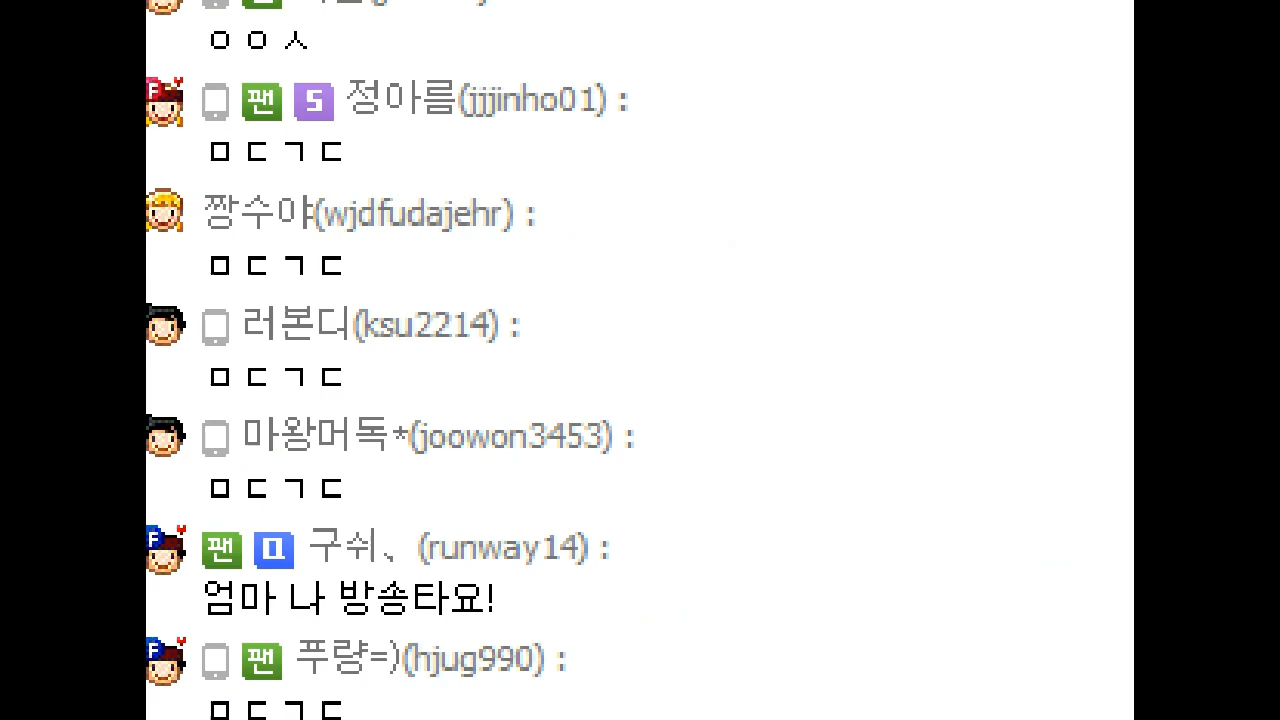 ㅇㅇㅅ
팬 S 정아름(jjjinho01) :
ㅁㄷㄱㄷ
짱수야(wjdfudajehr) :
ㅁㄷㄱㄷ
러본디(ksu2214) :
ㅁㄷㄱㄷ
마왕머독*(joowon3453) :
ㅁㄷㄱㄷ
팬 Q 구쉬、(runway14) :
엄마 나 방송타요!
팬 푸량=)(hjug990) :
ㅁㄷㄱㄷ